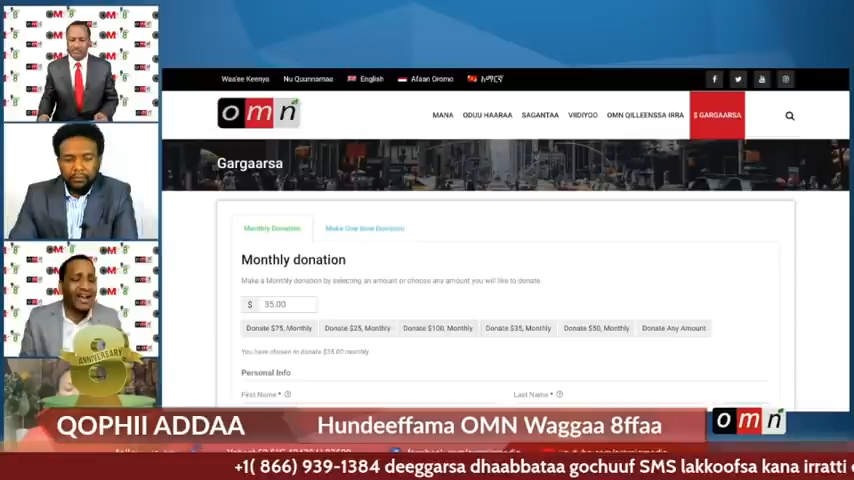 Waa'ee Keenya
Nu Quunnamaa
English
Afaan Oromo
አማርኛ
omn
MANA
ODUU HAARAA
SAGANTAA
VIIDIYOO
OMN QILLEENSSA IRRA
$ GARGAARSA
Gargaarsa
Monthly Donation
Make One time Donation
Monthly donation
Make a Monthly donation by selecting an amount or choose any amount you will like to donate.
$ 35.00
Donate $75, Monthly
Donate $25, Monthly
Donate $100, Monthly
Donate $35, Monthly
Donate $50, Monthly
Donate Any Amount
You have chosen to donate $35.00 monthly
Personal Info
First Name *
Last Name *
8
ANNIVERSARY
QOPHII ADDAA
Hundeeffama OMN Waggaa 8ffaa
omn
+1( 866) 939-1384 deeggarsa dhaabbataa gochuuf SMS lakkoofsa kana irratti